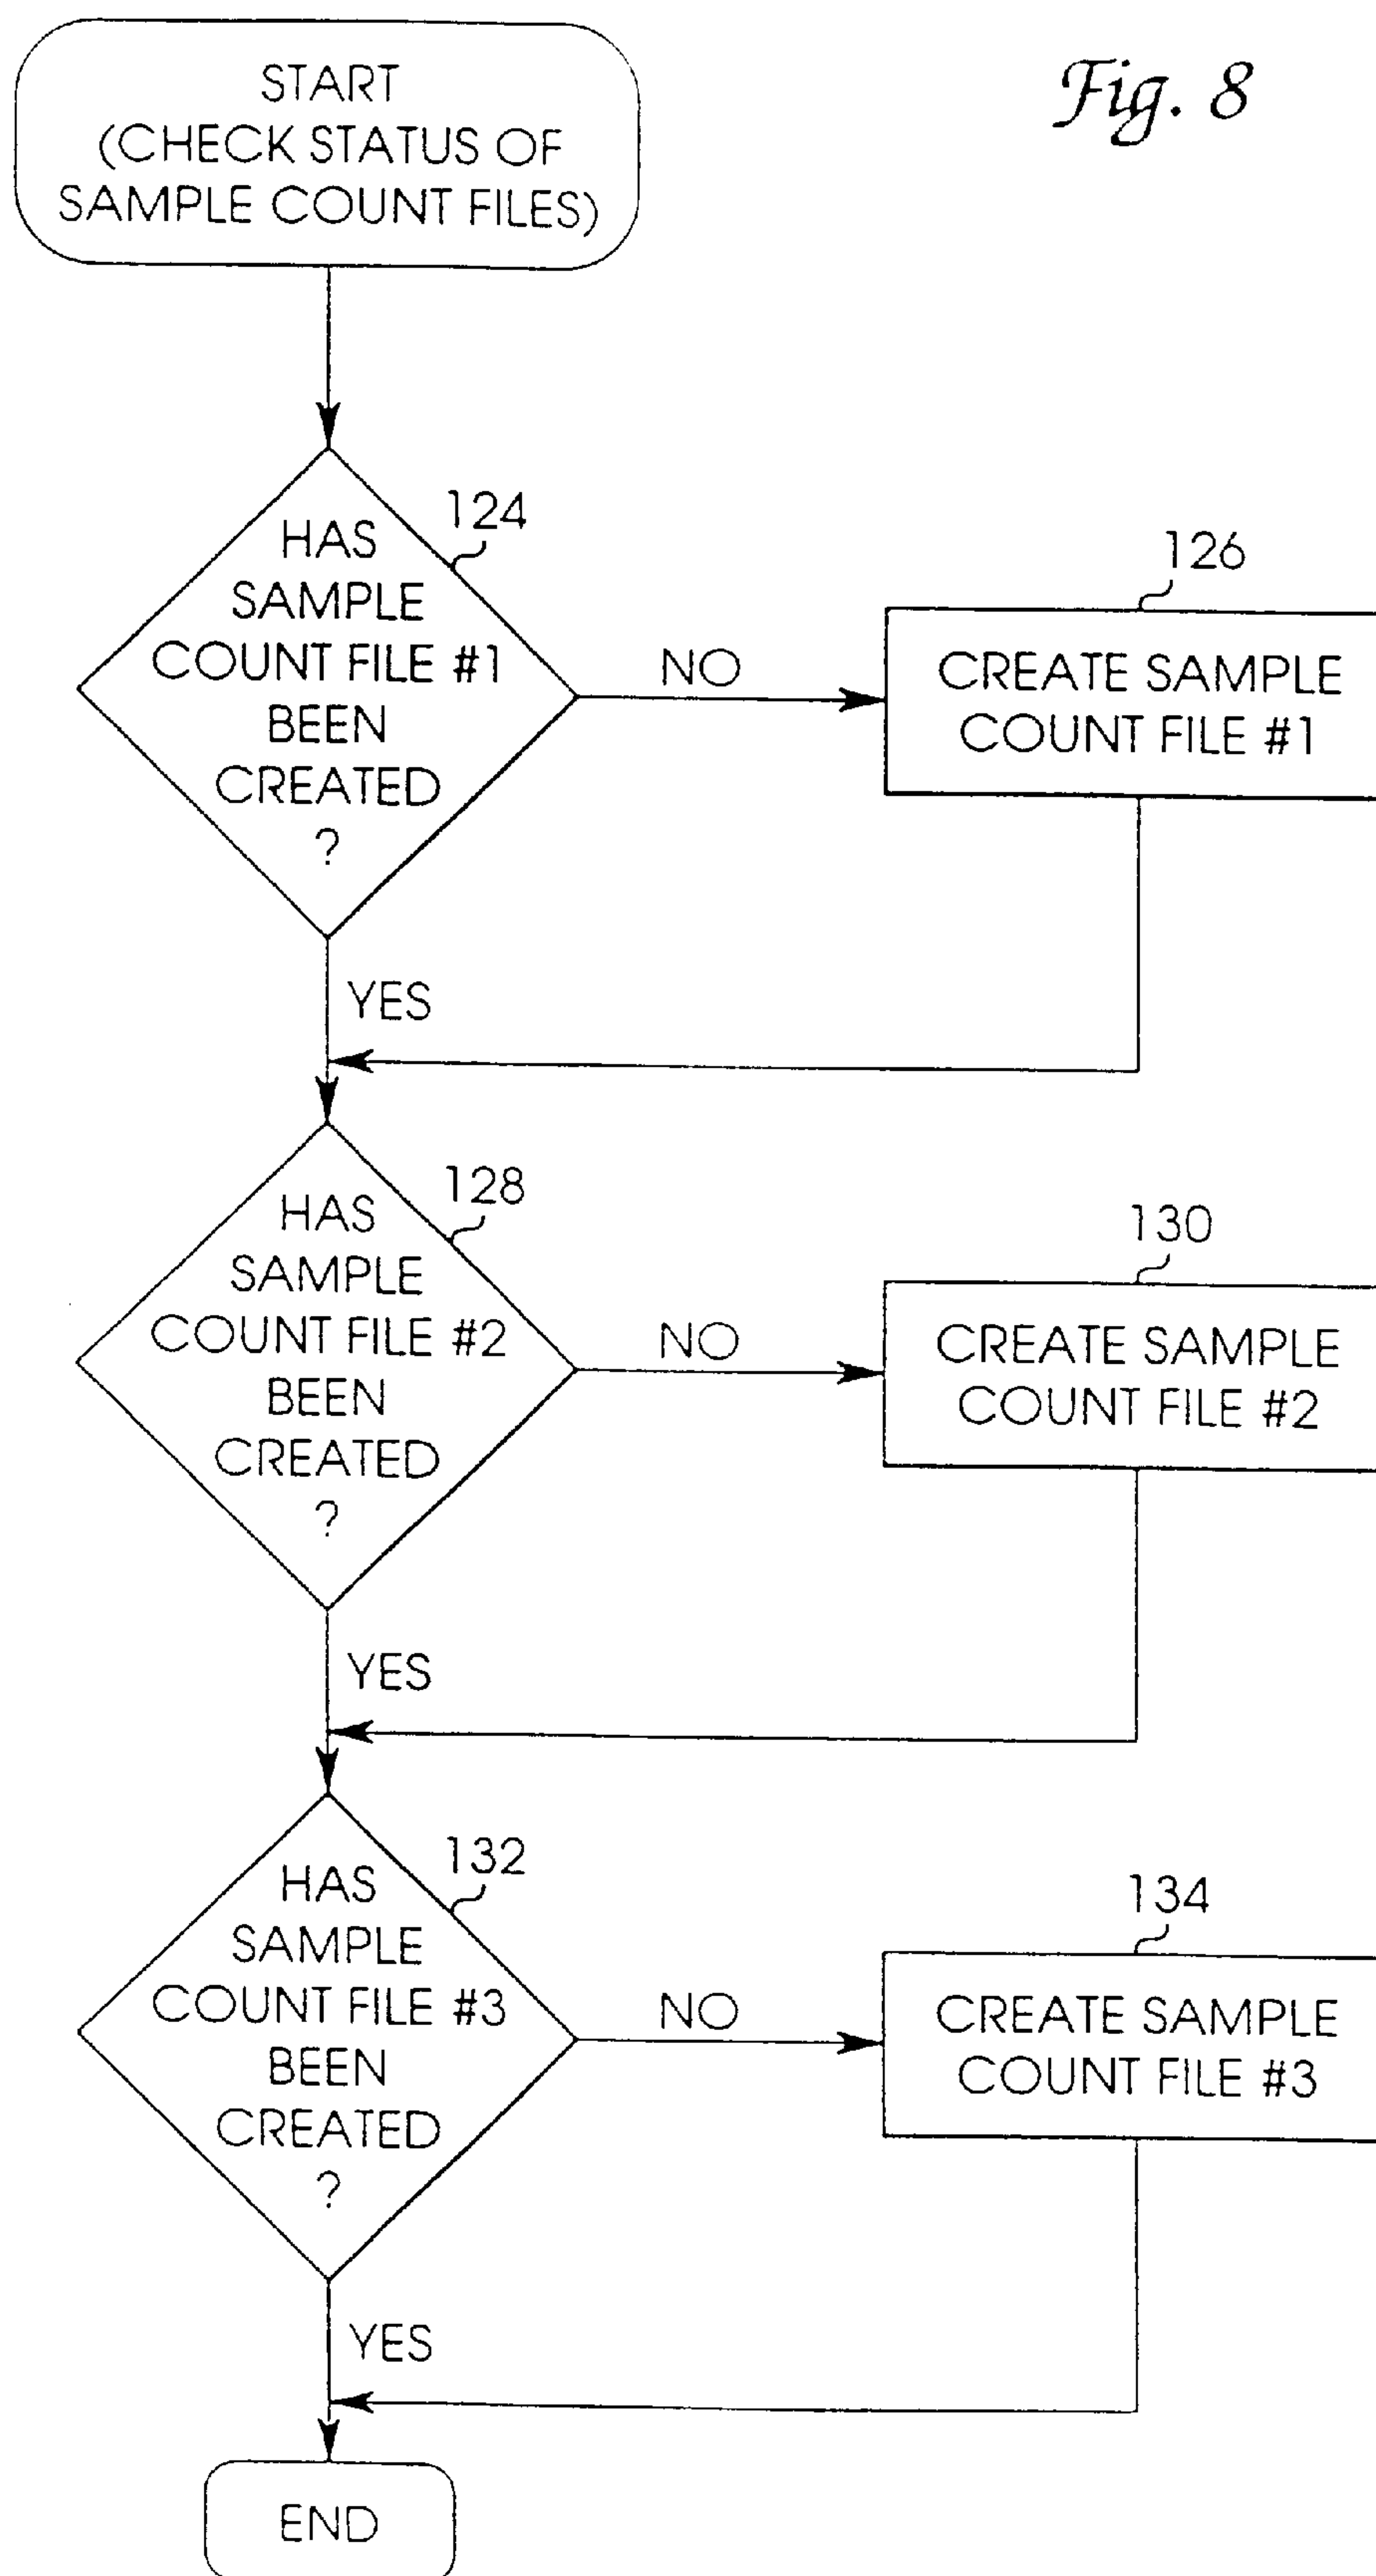 Fig. 8
START
(CHECK STATUS OF
SAMPLE COUNT FILES)
124
HAS
SAMPLE
COUNT FILE #1
BEEN
CREATED
?
NO
126
CREATE SAMPLE
COUNT FILE #1
YES
128
HAS
SAMPLE
COUNT FILE #2
BEEN
CREATED
?
NO
130
CREATE SAMPLE
COUNT FILE #2
YES
132
HAS
SAMPLE
COUNT FILE #3
BEEN
CREATED
?
NO
134
CREATE SAMPLE
COUNT FILE #3
YES
END